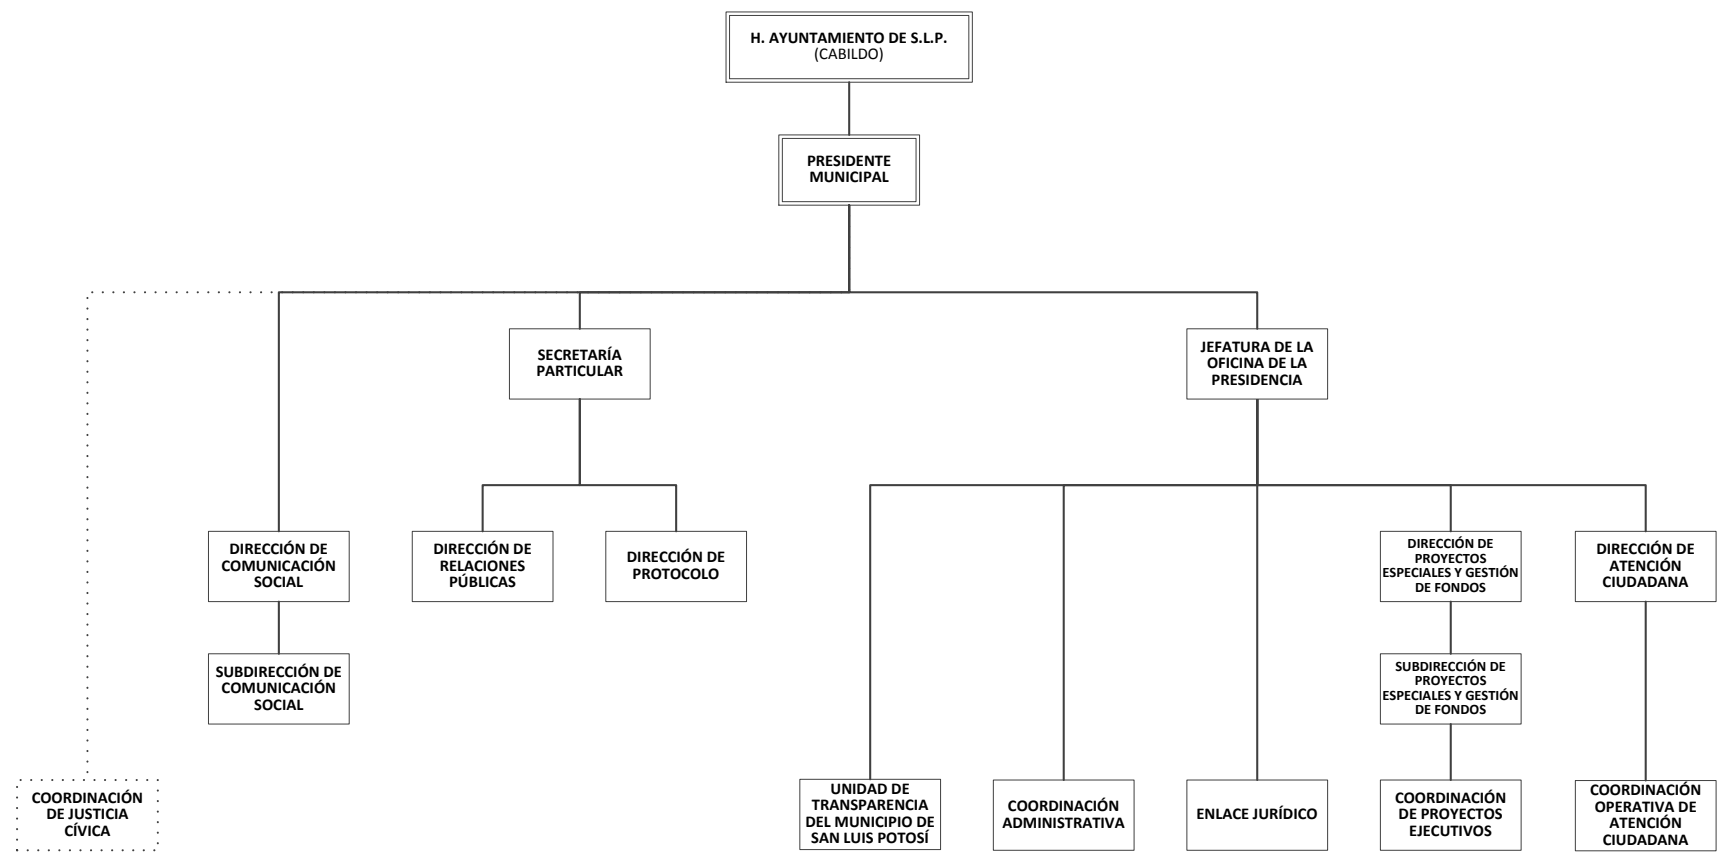 H. AYUNTAMIENTO DE S.L.P.
(CABILDO)
PRESIDENTE
MUNICIPAL
SECRETARÍA
PARTICULAR
JEFATURA DE LA
OFICINA DE LA
PRESIDENCIA
DIRECCIÓN DE
COMUNICACIÓN
SOCIAL
DIRECCIÓN DE
RELACIONES
PÚBLICAS
DIRECCIÓN DE
PROTOCOLO
DIRECCIÓN DE
PROYECTOS
ESPECIALES Y GESTIÓN
DE FONDOS
DIRECCIÓN DE
ATENCIÓN
CIUDADANA
SUBDIRECCIÓN DE
COMUNICACIÓN
SOCIAL
SUBDIRECCIÓN DE
PROYECTOS
ESPECIALES Y GESTIÓN
DE FONDOS
COORDINACIÓN
DE JUSTICIA
CÍVICA
UNIDAD DE
TRANSPARENCIA
DEL MUNICIPIO DE
SAN LUIS POTOSÍ
COORDINACIÓN
ADMINISTRATIVA
ENLACE JURÍDICO
COORDINACIÓN
DE PROYECTOS
EJECUTIVOS
COORDINACIÓN
OPERATIVA DE
ATENCIÓN
CIUDADANA